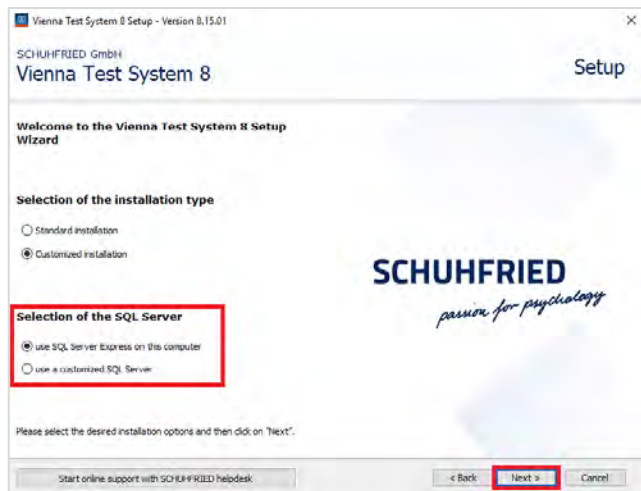 Vienna Test System 8 Setup - Version 8.15.01
SCHUHFRIED GmbH
Vienna Test System 8
Setup
Welcome to the Vienna Test System 8 Setup
Wizard
Selection of the installation type
Standard installation
Customized installation
SCHUHFRIED
passion for psychology
Selection of the SQL Server
use SQL Server Express on this computer
use a customized SQL Server
Please select the desired installation options and then click on "Next".
Start online support with SCHUHFRIED helpdesk
< Back
Next >
Cancel